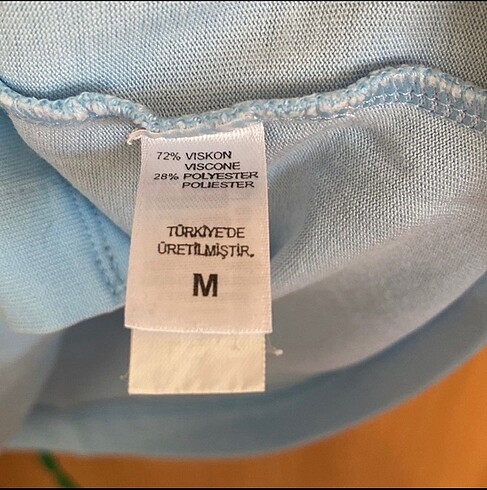 72% VISKON
VISCONE
28% POLYESTER
POLIESTER
TÜRKİYE'DE
ÜRETİLMİŞTİR.
M